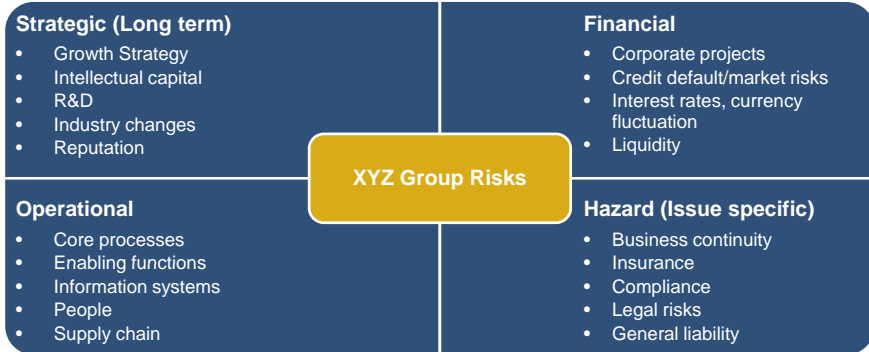 Strategic (Long term)
• Growth Strategy
• Intellectual capital
• R&D
• Industry changes
• Reputation
Financial
• Corporate projects
• Credit default/market risks
• Interest rates, currency
fluctuation
• Liquidity
XYZ Group Risks
Operational
• Core processes
• Enabling functions
• Information systems
• People
• Supply chain
Hazard (Issue specific)
• Business continuity
• Insurance
• Compliance
• Legal risks
• General liability